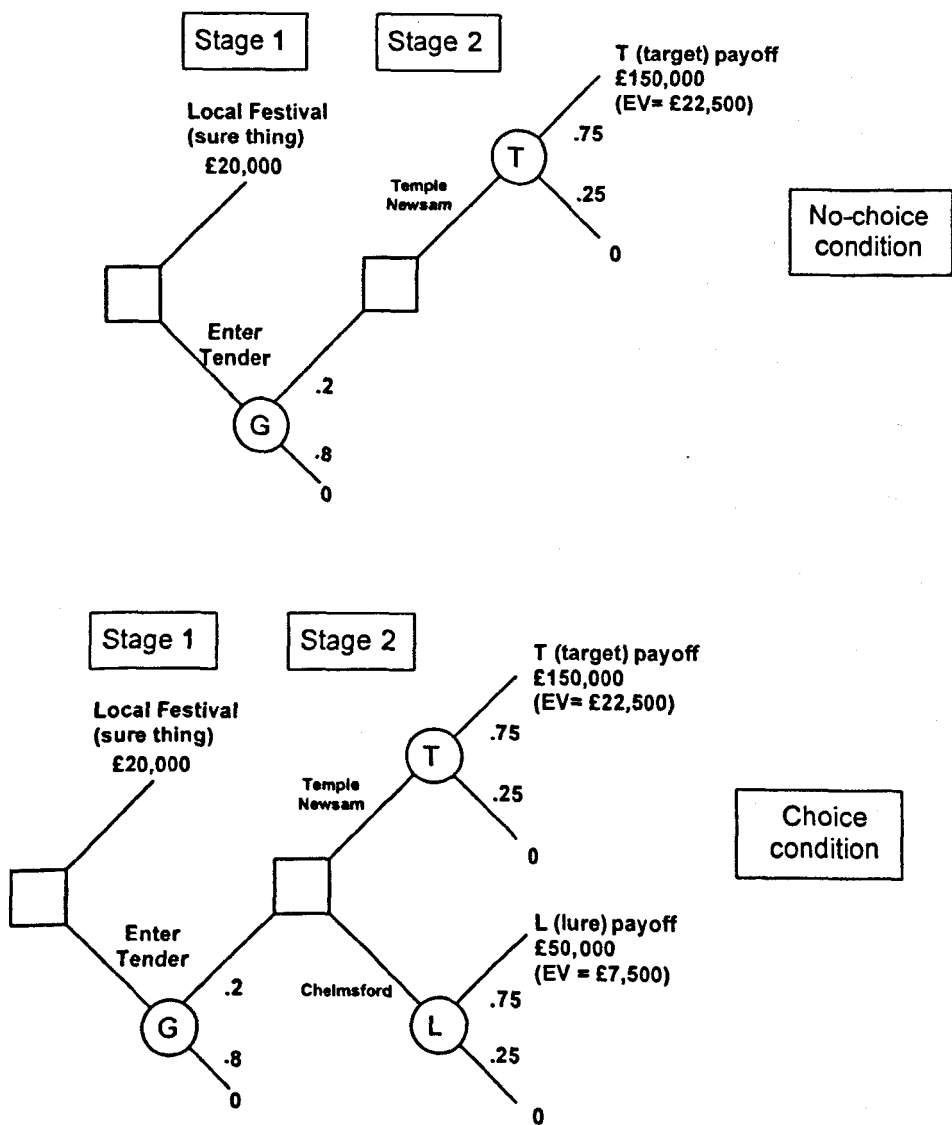 Stage 1
Stage 2
T (target) payoff
£150,000
(EV= £22,500)
Local Festival
(sure thing)
£20,000
.75
T
Temple
Newsam
.25
0
No-choice
condition
Enter
Tender
.2
G
.8
0
Stage 1
Stage 2
T (target) payoff
£150,000
(EV= £22,500)
Local Festival
(sure thing)
£20,000
.75
T
Temple
Newsam
.25
0
Choice
condition
L (lure) payoff
£50,000
(EV = £7,500)
Enter
Tender
.2
Chelmsford
.75
G
L
.8
.25
0
0